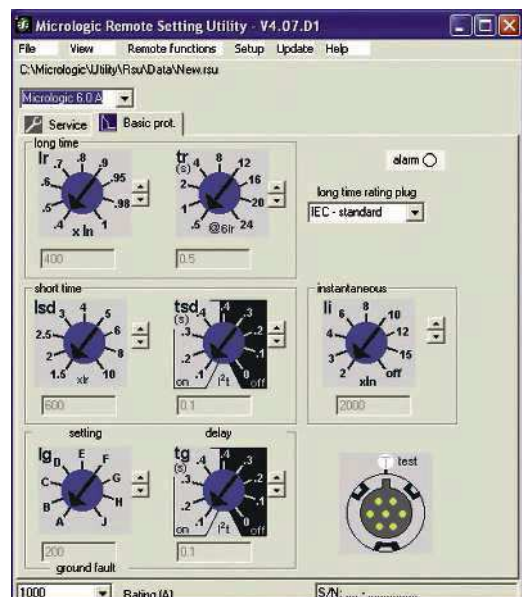 Micrologic Remote Setting Utility - V4.07.D1
File View Remote functions Setup Update Help
C:\Micrologic\Utility\Rsu\Data\New.rsu
Micrologic 6.0 A
Service Basic prot.
long time
Ir .4 .5 .6 .7 .8 .9 .95 .98 1
x In
400
tr (s) .5 1 2 4 8 12 16 20 24
@6Ir
0.5
alarm
long time rating plug
IEC - standard
short time
Isd 1.5 2 2.5 3 4 5 6 8 10
xIr
600
tsd (s) .1 .2 .3 .4 .4 .3 .2 .1 0
on I²t off
0.1
instantaneous
Ii 2 3 4 6 8 10 12 15 off
xIn
2000
setting delay
Ig A B C D E F G H J
200
tg (s) .1 .2 .3 .4 .4 .3 .2 .1 0
on I²t off
0.1
ground fault
T test
1000 Rating (A) S/N: